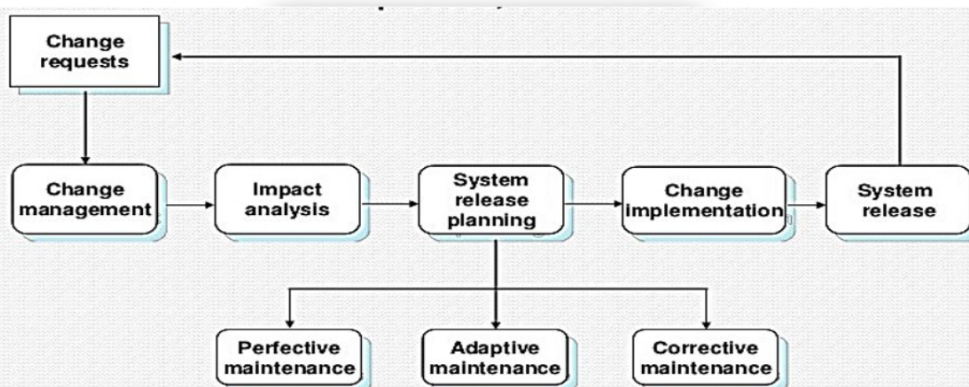 Change
requests
Change
management
Impact
analysis
System
release
planning
Change
implementation
System
release
Perfective
maintenance
Adaptive
maintenance
Corrective
maintenance